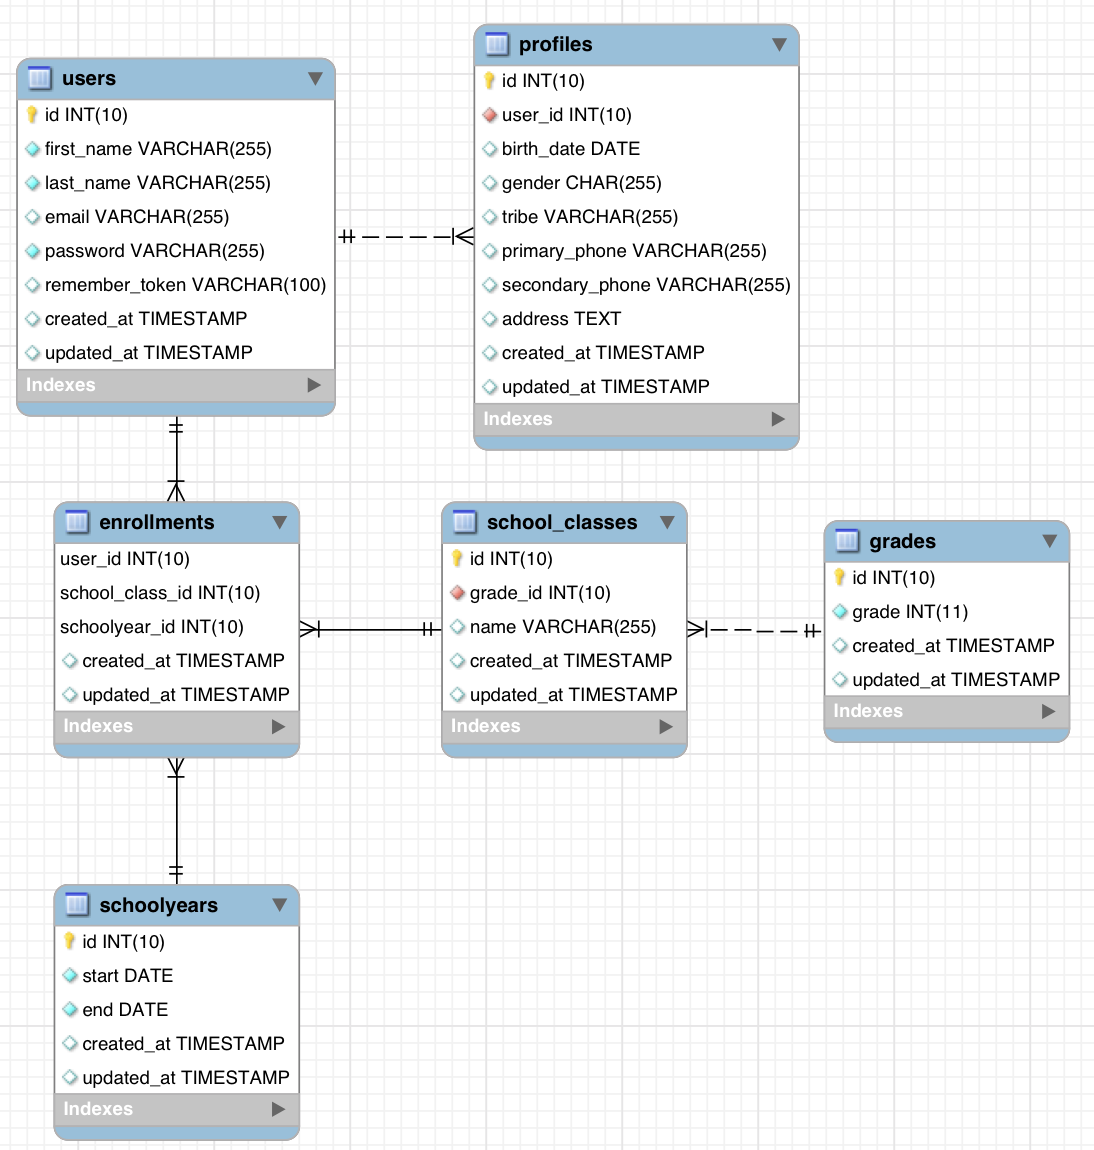 users
id INT(10)
first_name VARCHAR(255)
last_name VARCHAR(255)
email VARCHAR(255)
password VARCHAR(255)
remember_token VARCHAR(100)
created_at TIMESTAMP
updated_at TIMESTAMP
Indexes
profiles
id INT(10)
user_id INT(10)
birth_date DATE
gender CHAR(255)
tribe VARCHAR(255)
primary_phone VARCHAR(255)
secondary_phone VARCHAR(255)
address TEXT
created_at TIMESTAMP
updated_at TIMESTAMP
Indexes
enrollments
user_id INT(10)
school_class_id INT(10)
schoolyear_id INT(10)
created_at TIMESTAMP
updated_at TIMESTAMP
Indexes
school_classes
id INT(10)
grade_id INT(10)
name VARCHAR(255)
created_at TIMESTAMP
updated_at TIMESTAMP
Indexes
grades
id INT(10)
grade INT(11)
created_at TIMESTAMP
updated_at TIMESTAMP
Indexes
schoolyears
id INT(10)
start DATE
end DATE
created_at TIMESTAMP
updated_at TIMESTAMP
Indexes